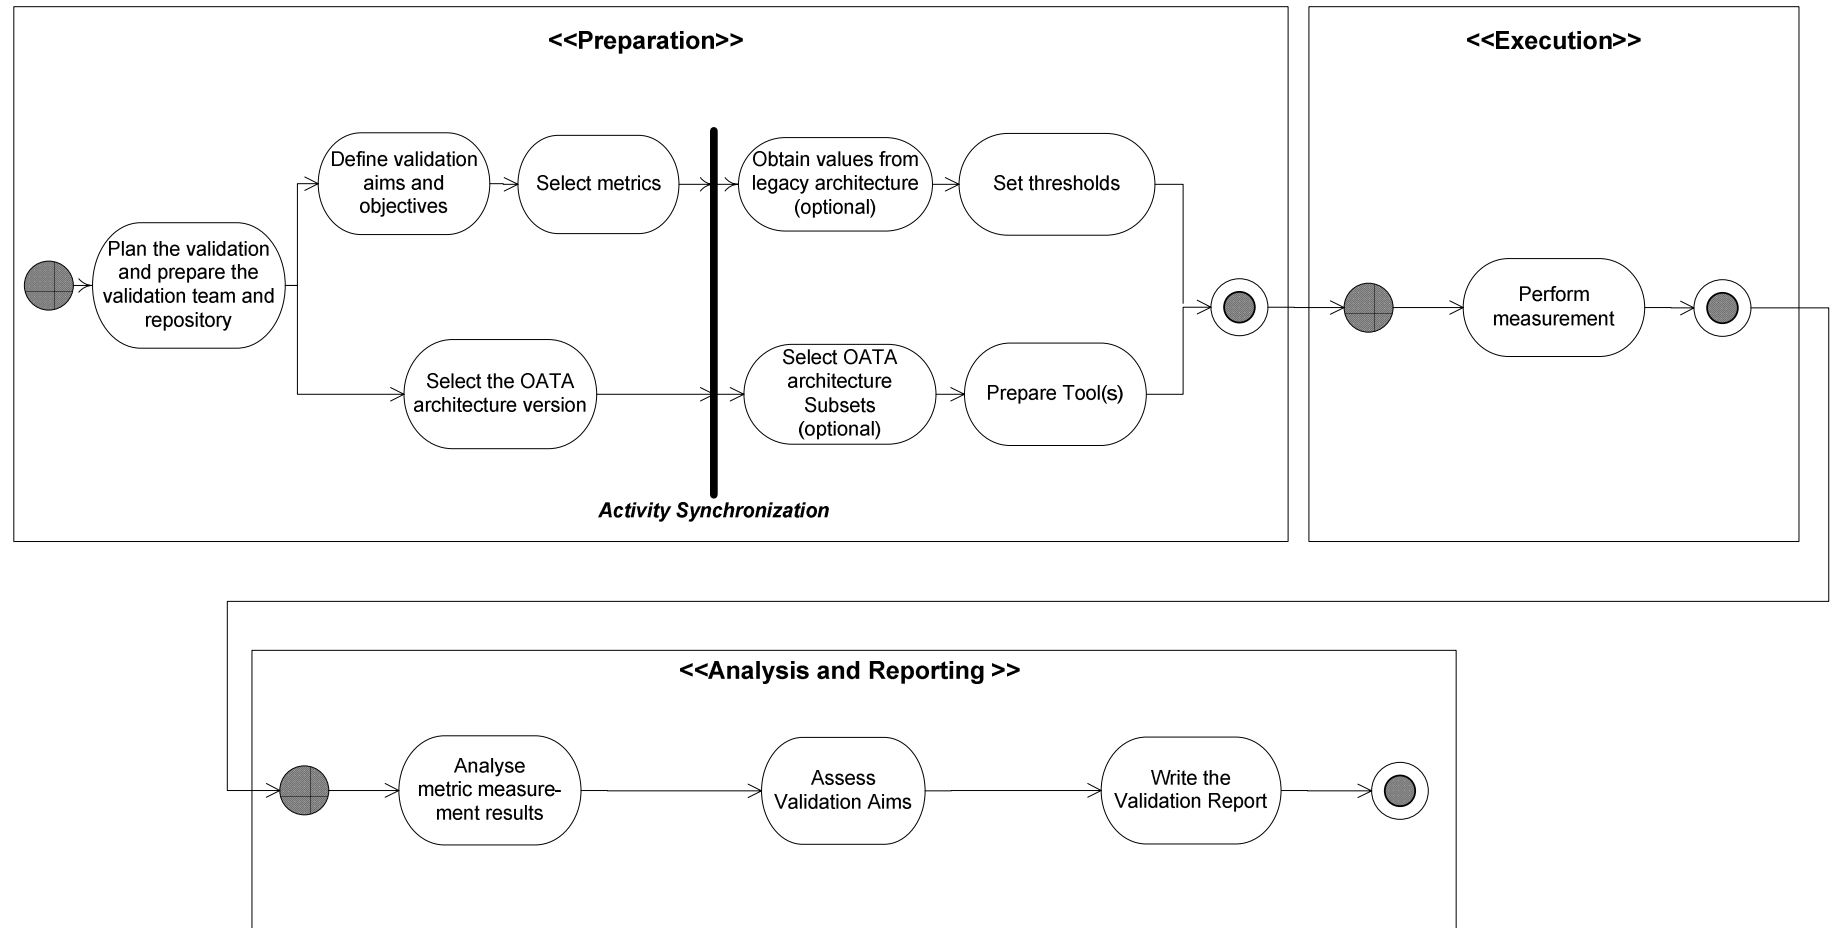 <<Preparation>>
<<Execution>>
Define validation
aims and
objectives
Select metrics
Obtain values from
legacy architecture
(optional)
Set thresholds
Plan the validation
and prepare the
validation team and
repository
Perform
measurement
Select the OATA
architecture version
Select OATA
architecture
Subsets
(optional)
Prepare Tool(s)
Activity Synchronization
<<Analysis and Reporting >>
Analyse
metric measure-
ment results
Assess
Validation Aims
Write the
Validation Report